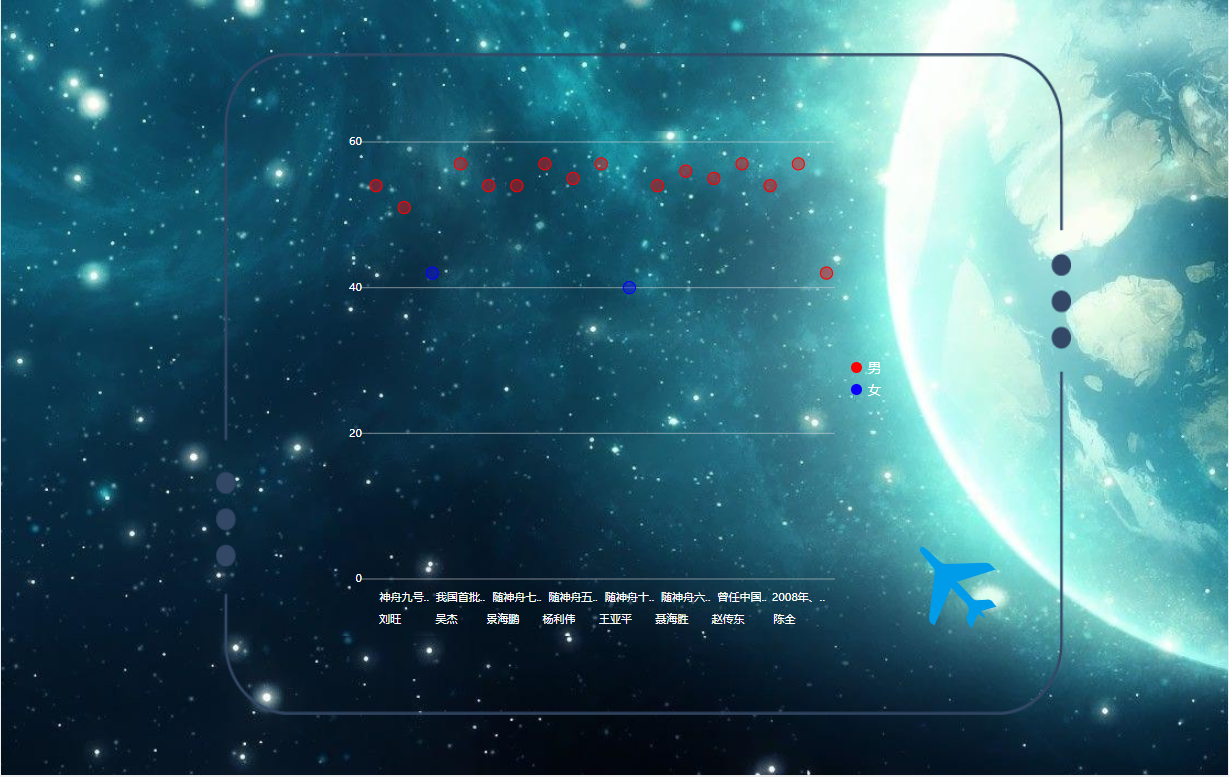 60
40
20
0
男
女
神舟九号.. 我国首批.. 随神舟七.. 随神舟五.. 随神舟十.. 随神舟六.. 曾任中国.. 2008年、..
刘旺 吴杰 景海鹏 杨利伟 王亚平 聂海胜 赵传东 陈全